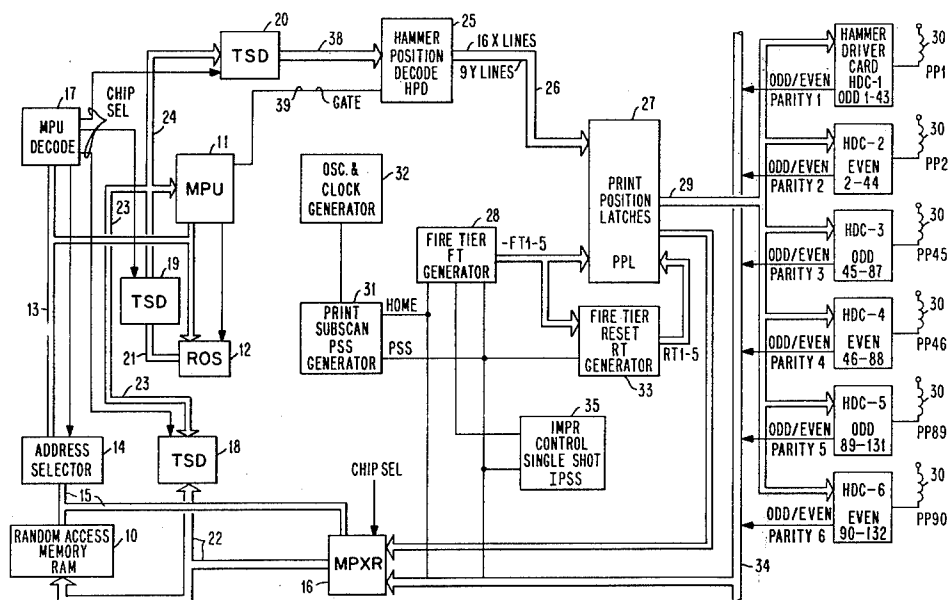 20
TSD
38
25
HAMMER
POSITION
DECODE
HPD
16 X LINES
9 Y LINES
26
39
GATE
17
MPU
DECODE
CHIP
SEL
24
11
MPU
23
OSC. &
CLOCK
GENERATOR
32
27
PRINT
POSITION
LATCHES
PPL
29
28
FIRE TIER
FT
GENERATOR
-FT1-5
19
TSD
13
21
ROS
12
23
31
PRINT
SUBSCAN
PSS
GENERATOR
HOME
PSS
FIRE TIER
RESET
RT
GENERATOR
33
RT1-5
35
IMPR
CONTROL
SINGLE SHOT
IPSS
ADDRESS
SELECTOR
14
TSD
18
15
CHIP SEL
RANDOM ACCESS
MEMORY
RAM
10
22
MPXR
16
34
HAMMER
DRIVER
CARD
HDC-1
ODD 1-43
30
PP1
ODD/EVEN
PARITY 1
HDC-2
EVEN
2-44
30
PP2
ODD/EVEN
PARITY 2
HDC-3
ODD
45-87
30
PP45
ODD/EVEN
PARITY 3
HDC-4
EVEN
46-88
30
PP46
ODD/EVEN
PARITY 4
HDC-5
ODD
89-131
30
PP89
ODD/EVEN
PARITY 5
HDC-6
EVEN
90-132
30
PP90
ODD/EVEN
PARITY 6